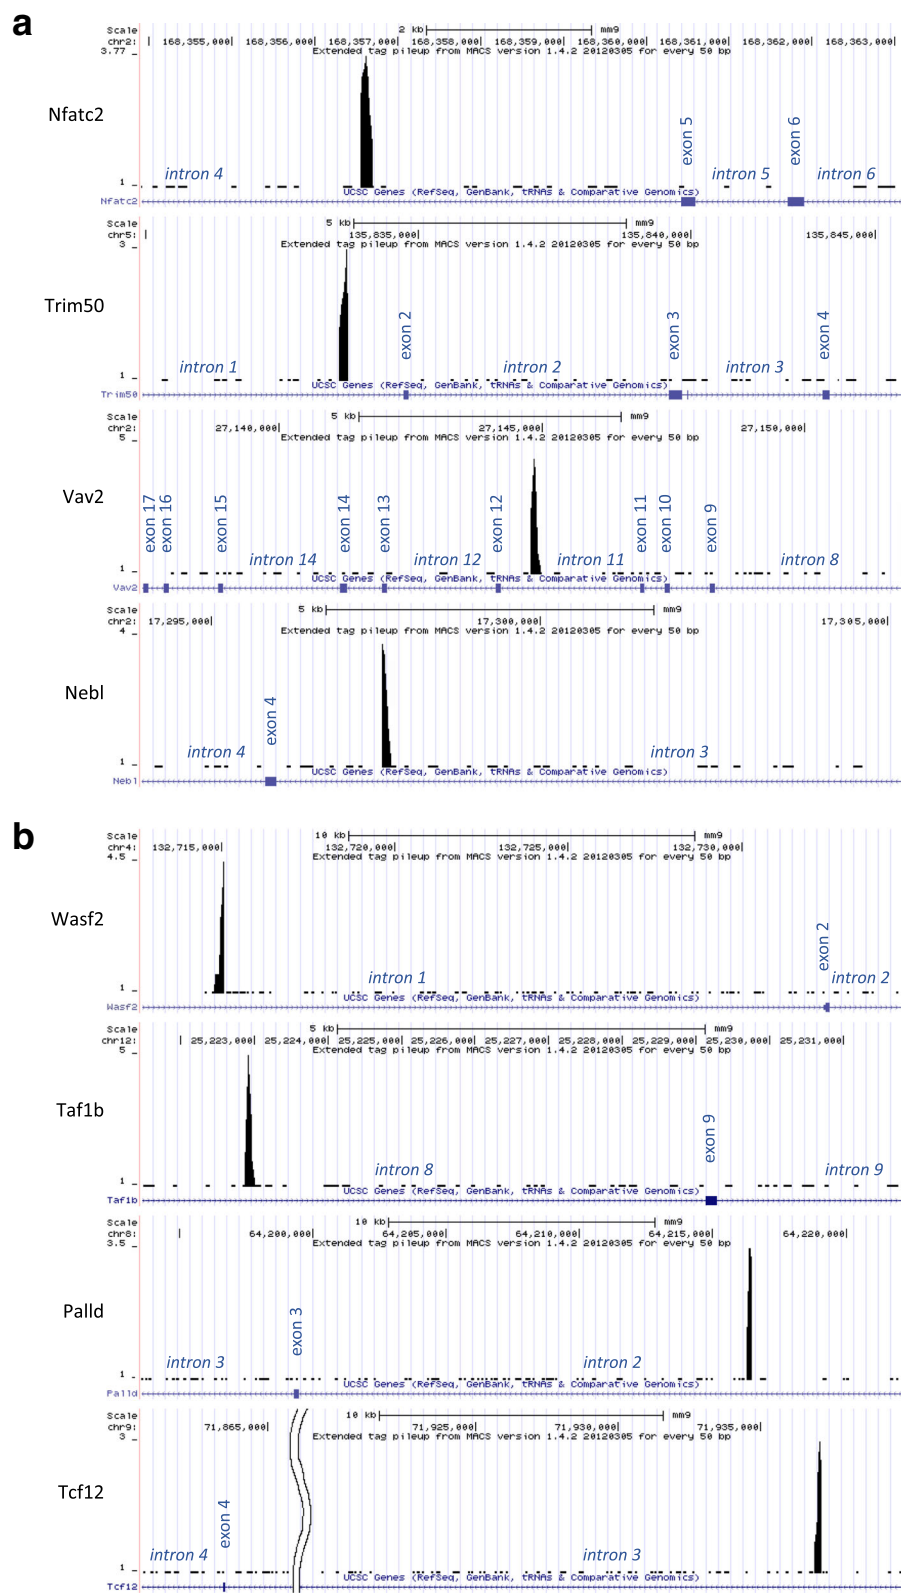 a
Scale 2 kb mm9
chr2: 168,355,000 168,356,000 168,357,000 168,358,000 168,359,000 168,360,000 168,361,000 168,362,000 168,363,000
3.77 Extended tag pileup from MACS version 1.4.2 20120305 for every 50 bp
Nfatc2
exon 5 exon 6
intron 4 intron 5 intron 6
1
UCSC Genes (RefSeq, GenBank, tRNAs & Comparative Genomics)
Nfatc2
Scale 5 kb mm9
chr5: 135,835,000 135,840,000 135,845,000
3 Extended tag pileup from MACS version 1.4.2 20120305 for every 50 bp
Trim50
exon 2 exon 3 exon 4
intron 1 intron 2 intron 3
1
UCSC Genes (RefSeq, GenBank, tRNAs & Comparative Genomics)
Trim50
Scale 5 kb mm9
chr2: 27,140,000 27,145,000 27,150,000
5 Extended tag pileup from MACS version 1.4.2 20120305 for every 50 bp
Vav2
exon 17 exon 16 exon 15 exon 14 exon 13 exon 12 exon 11 exon 10 exon 9
intron 14 intron 12 intron 11 intron 8
1
UCSC Genes (RefSeq, GenBank, tRNAs & Comparative Genomics)
Vav2
Scale 5 kb mm9
chr2: 17,295,000 17,300,000 17,305,000
4 Extended tag pileup from MACS version 1.4.2 20120305 for every 50 bp
Nebl
exon 4
intron 4 intron 3
1
UCSC Genes (RefSeq, GenBank, tRNAs & Comparative Genomics)
Nebl
b
Scale 10 kb mm9
chr4: 132,715,000 132,720,000 132,725,000 132,730,000
4.5 Extended tag pileup from MACS version 1.4.2 20120305 for every 50 bp
Wasf2
exon 2
intron 1 intron 2
1
UCSC Genes (RefSeq, GenBank, tRNAs & Comparative Genomics)
Wasf2
Scale 5 kb mm9
chr12: 25,223,000 25,224,000 25,225,000 25,226,000 25,227,000 25,228,000 25,229,000 25,230,000 25,231,000
5 Extended tag pileup from MACS version 1.4.2 20120305 for every 50 bp
Taf1b
exon 9
intron 8 intron 9
1
UCSC Genes (RefSeq, GenBank, tRNAs & Comparative Genomics)
Taf1b
Scale 10 kb mm9
chr8: 64,200,000 64,205,000 64,210,000 64,215,000 64,220,000
3.5 Extended tag pileup from MACS version 1.4.2 20120305 for every 50 bp
Palld
exon 3
intron 3 intron 2
1
UCSC Genes (RefSeq, GenBank, tRNAs & Comparative Genomics)
Palld
Scale 10 kb mm9
chr9: 71,865,000 71,925,000 71,930,000 71,935,000
3 Extended tag pileup from MACS version 1.4.2 20120305 for every 50 bp
Tcf12
exon 4
intron 4 intron 3
1
UCSC Genes (RefSeq, GenBank, tRNAs & Comparative Genomics)
Tcf12